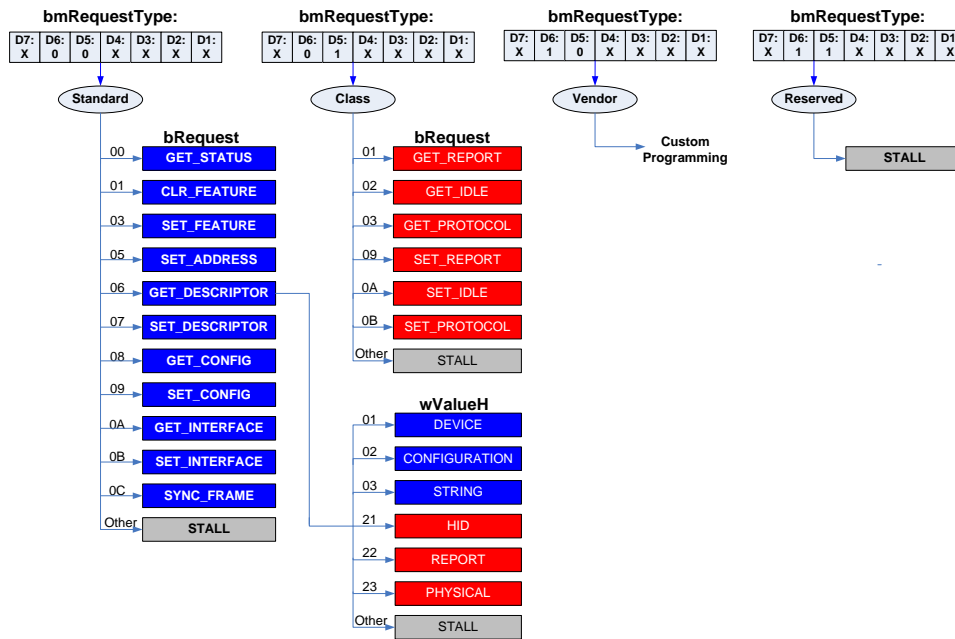 bmRequestType: bmRequestType: bmRequestType: bmRequestType:
D7: D6: D5: D4: D3: D2: D1: D7: D6: D5: D4: D3: D2: D1: D7: D6: D5: D4: D3: D2: D1: D7: D6: D5: D4: D3: D2: D1
X 0 0 X X X X X 0 1 X X X X X 1 0 X X X X X 1 1 X X X X
Standard Class Vendor Reserved
bRequest
00 GET_STATUS
01 CLR_FEATURE
03 SET_FEATURE
05 SET_ADDRESS
06 GET_DESCRIPTOR
07 SET_DESCRIPTOR
08 GET_CONFIG
09 SET_CONFIG
0A GET_INTERFACE
0B SET_INTERFACE
0C SYNC_FRAME
Other STALL
bRequest
01 GET_REPORT
02 GET_IDLE
03 GET_PROTOCOL
09 SET_REPORT
0A SET_IDLE
0B SET_PROTOCOL
Other STALL
wValueH
01 DEVICE
02 CONFIGURATION
03 STRING
21 HID
22 REPORT
23 PHYSICAL
Other STALL
Custom
Programming
STALL
-